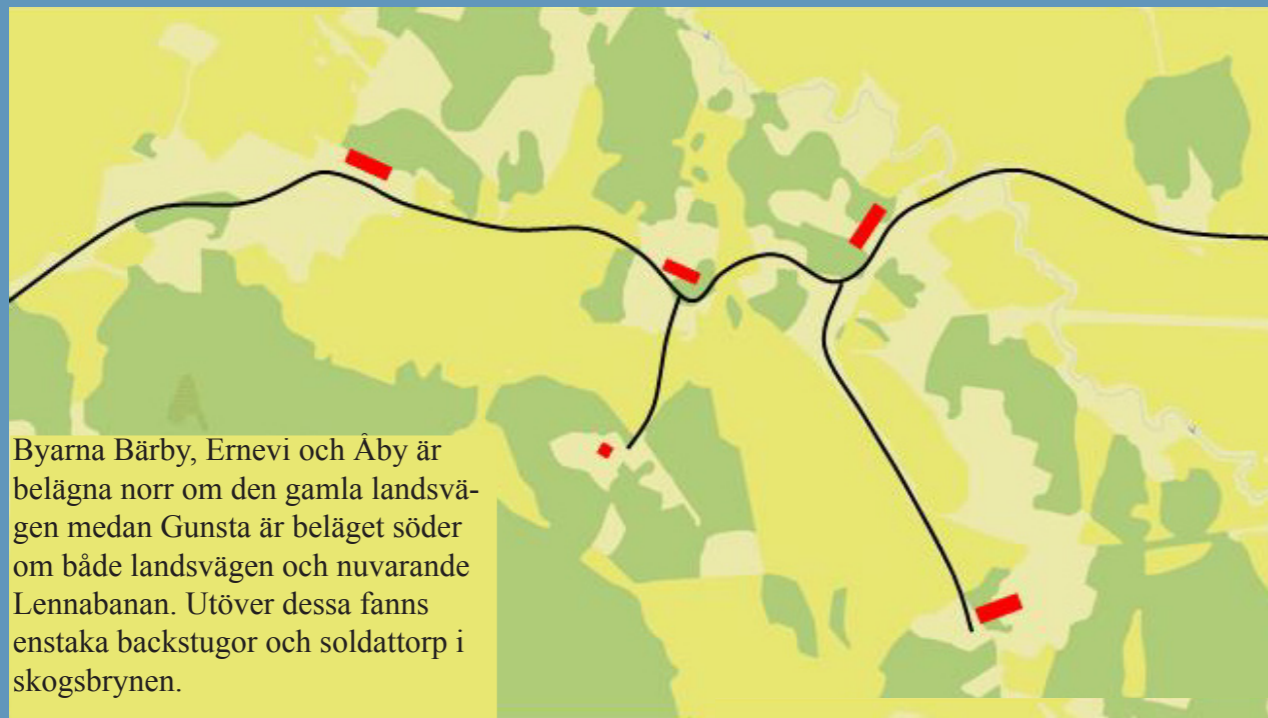 Byarna Bärby, Ernevi och Åby är
belägna norr om den gamla landsvä-
gen medan Gunsta är beläget söder
om både landsvägen och nuvarande
Lennabanan. Utöver dessa fanns
enstaka backstugor och soldattorp i
skogsbrynen.